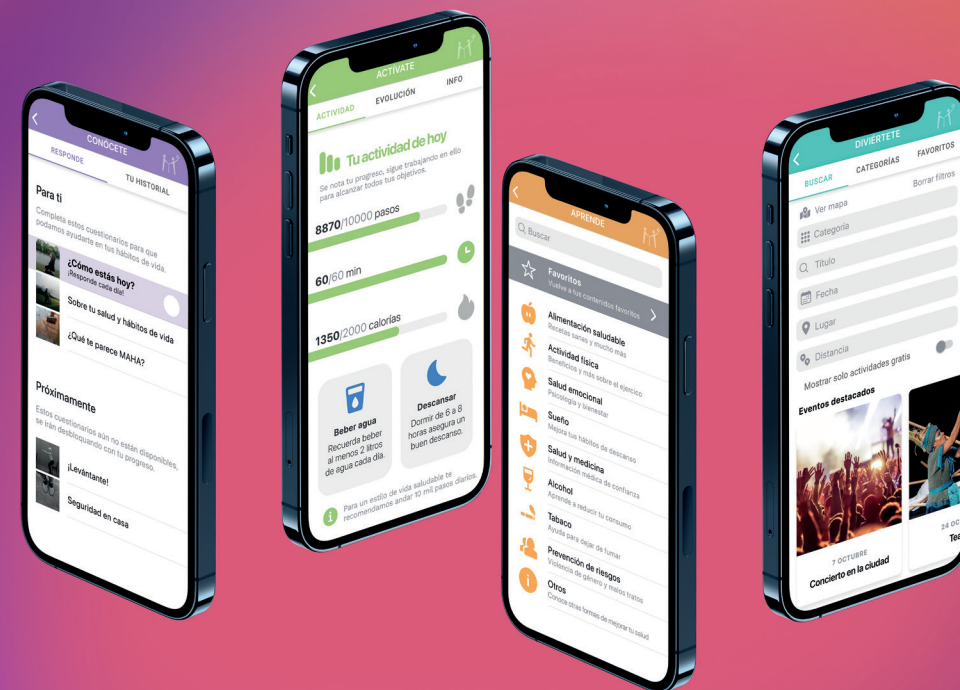 CONÓCETE
RESPONDE
TU HISTORIAL
Para ti
Completa estos cuestionarios para que
podamos ayudarte en tus hábitos de vida.
¿Cómo estás hoy?
¡Responde cada día!
Sobre tu salud y hábitos de vida
¿Qué te parece MAHA?
Próximamente
Estos cuestionarios aún no están disponibles,
se irán desbloquando con tu progreso.
¡Levántante!
Seguridad en casa
ACTÍVATE
ACTIVIDAD
EVOLUCIÓN
INFO
Tu actividad de hoy
Se nota tu progreso, sigue trabajando en ello
para alcanzar todos tus objetivos.
8870/10000 pasos
60/60 min
1350/2000 calorías
Beber agua
Recuerda beber
al menos 2 litros
de agua cada día.
Descansar
Dormir de 6 a 8
horas asegura un
buen descanso.
Para un estilo de vida saludable te
recomendamos andar 10 mil pasos diarios.
APRENDE
Buscar
Favoritos
Vuelve a tus contenidos favoritos
Alimentación saludable
Recetas sanas y mucho más
Actividad física
Beneficios y más sobre el ejercico
Salud emocional
Psicología y bienestar
Sueño
Mejora tus hábitos de descanso
Salud y medicina
Información médica de confianza
Alcohol
Aprende a reducir tu consumo
Tabaco
Ayuda para dejar de fumar
Prevención de riesgos
Violencia de género y malos tratos
Otros
Conoce otras formas de mejorar tu salud
DIVIÉRTETE
BUSCAR
CATEGORÍAS
FAVORITOS
Borrar filtros
Ver mapa
Categoria
Título
Fecha
Lugar
Distancia
Mostrar solo actividades gratis
Eventos destacados
7 OCTUBRE
Concierto en la ciudad
24 OC
Tea